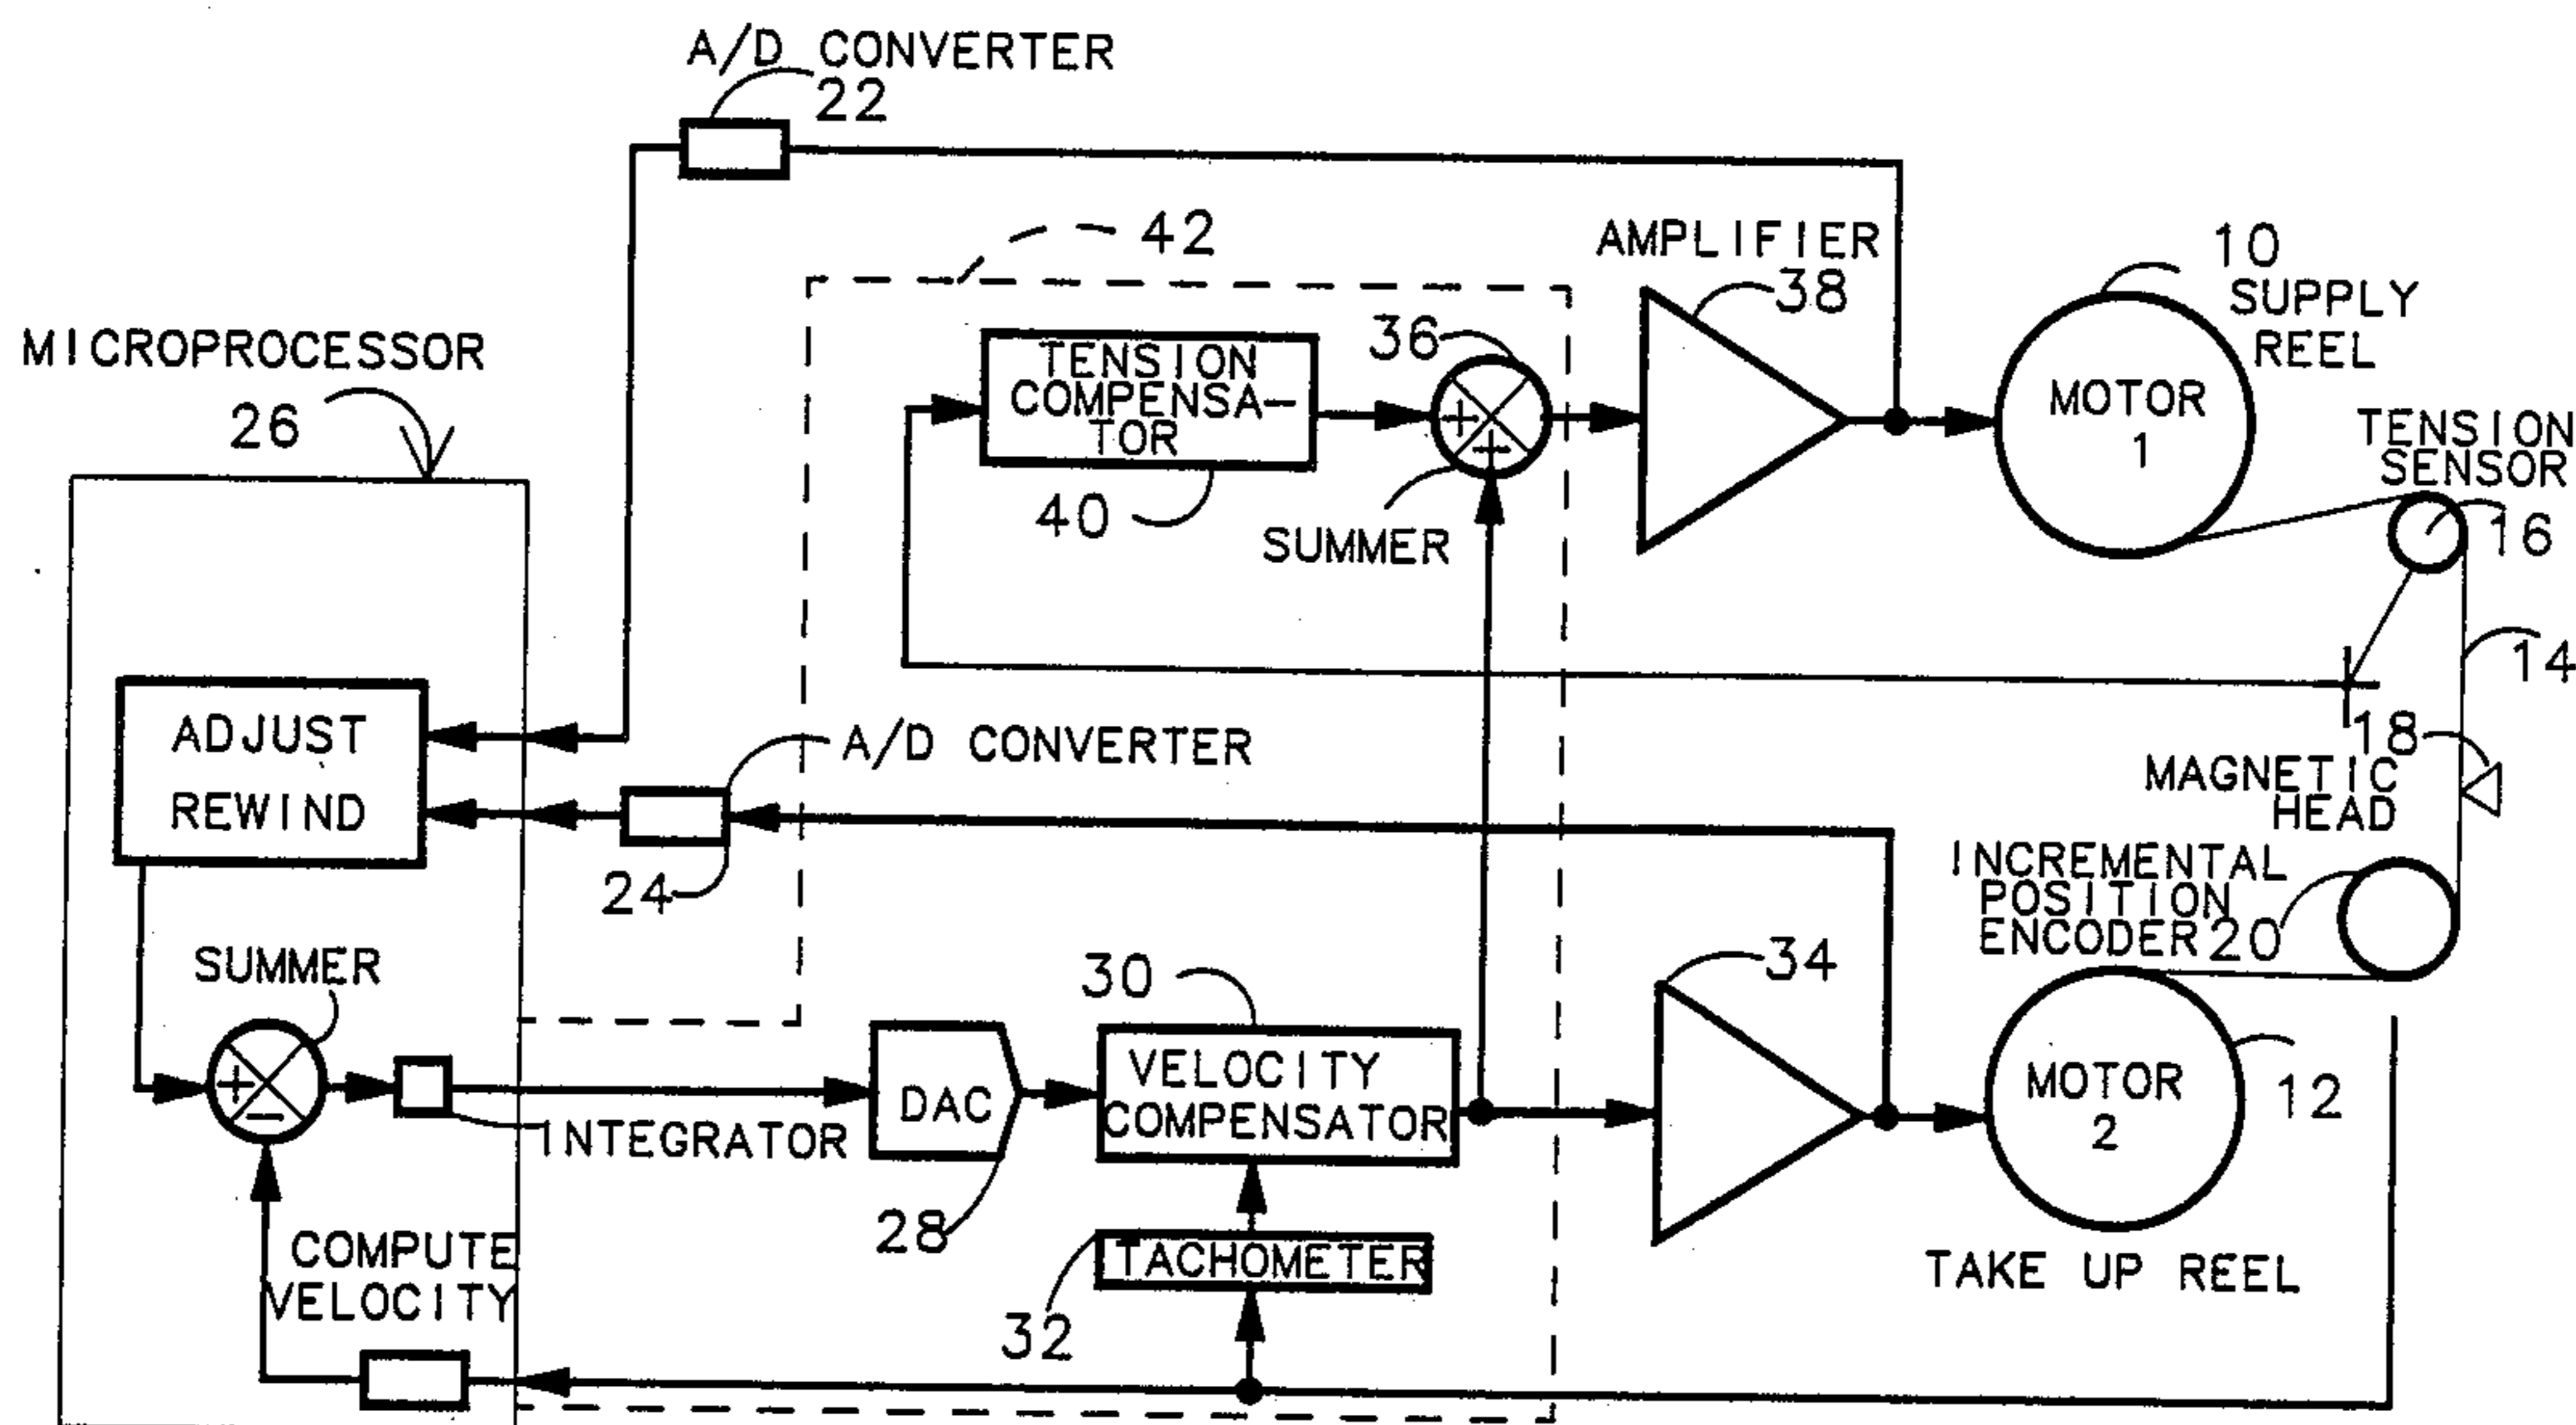 A/D CONVERTER
22
42
AMPLIFIER
38
10
SUPPLY
REEL
MICROPROCESSOR
26
TENSION
COMPENSA-
TOR
40
36
+
+
SUMMER
MOTOR
1
TENSION
SENSOR
16
14
ADJUST
REWIND
A/D CONVERTER
24
18
MAGNETIC
HEAD
INCREMENTAL
POSITION
ENCODER 20
SUMMER
+
−
INTEGRATOR
DAC
28
30
VELOCITY
COMPENSATOR
34
MOTOR
2
12
TACHOMETER
32
COMPUTE
VELOCITY
TAKE UP REEL